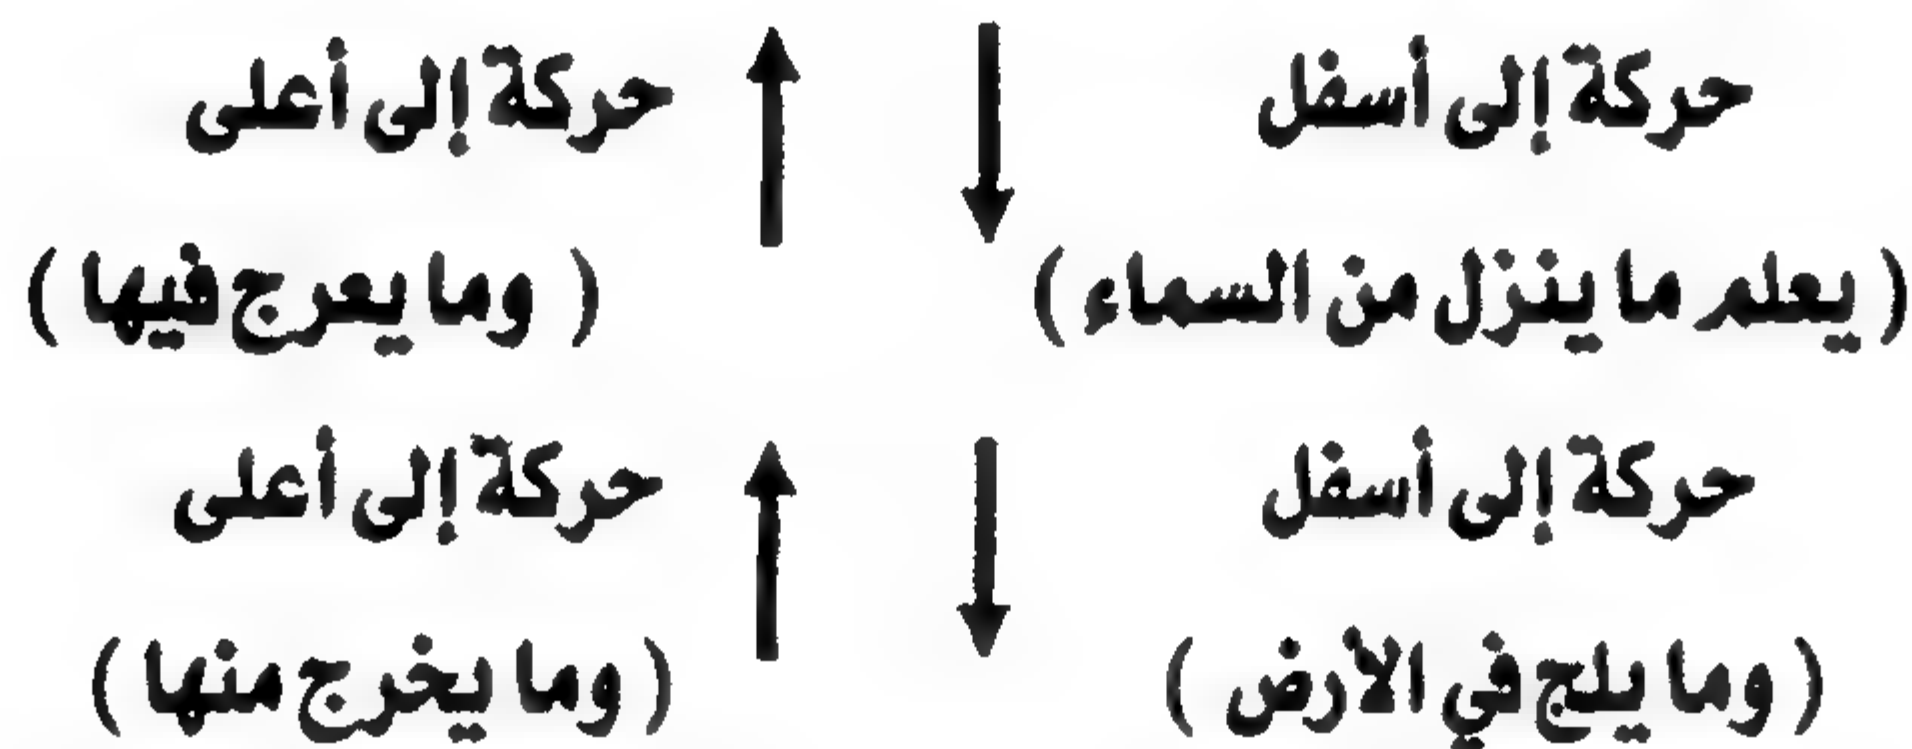 حركة إلى أسفل
حركة إلى أعلى
( يعلم ما ينزل من السماء )
( وما يعرج فيها )
حركة إلى أسفل
حركة إلى أعلى
( وما يلج في الأرض )
( وما يخرج منها )